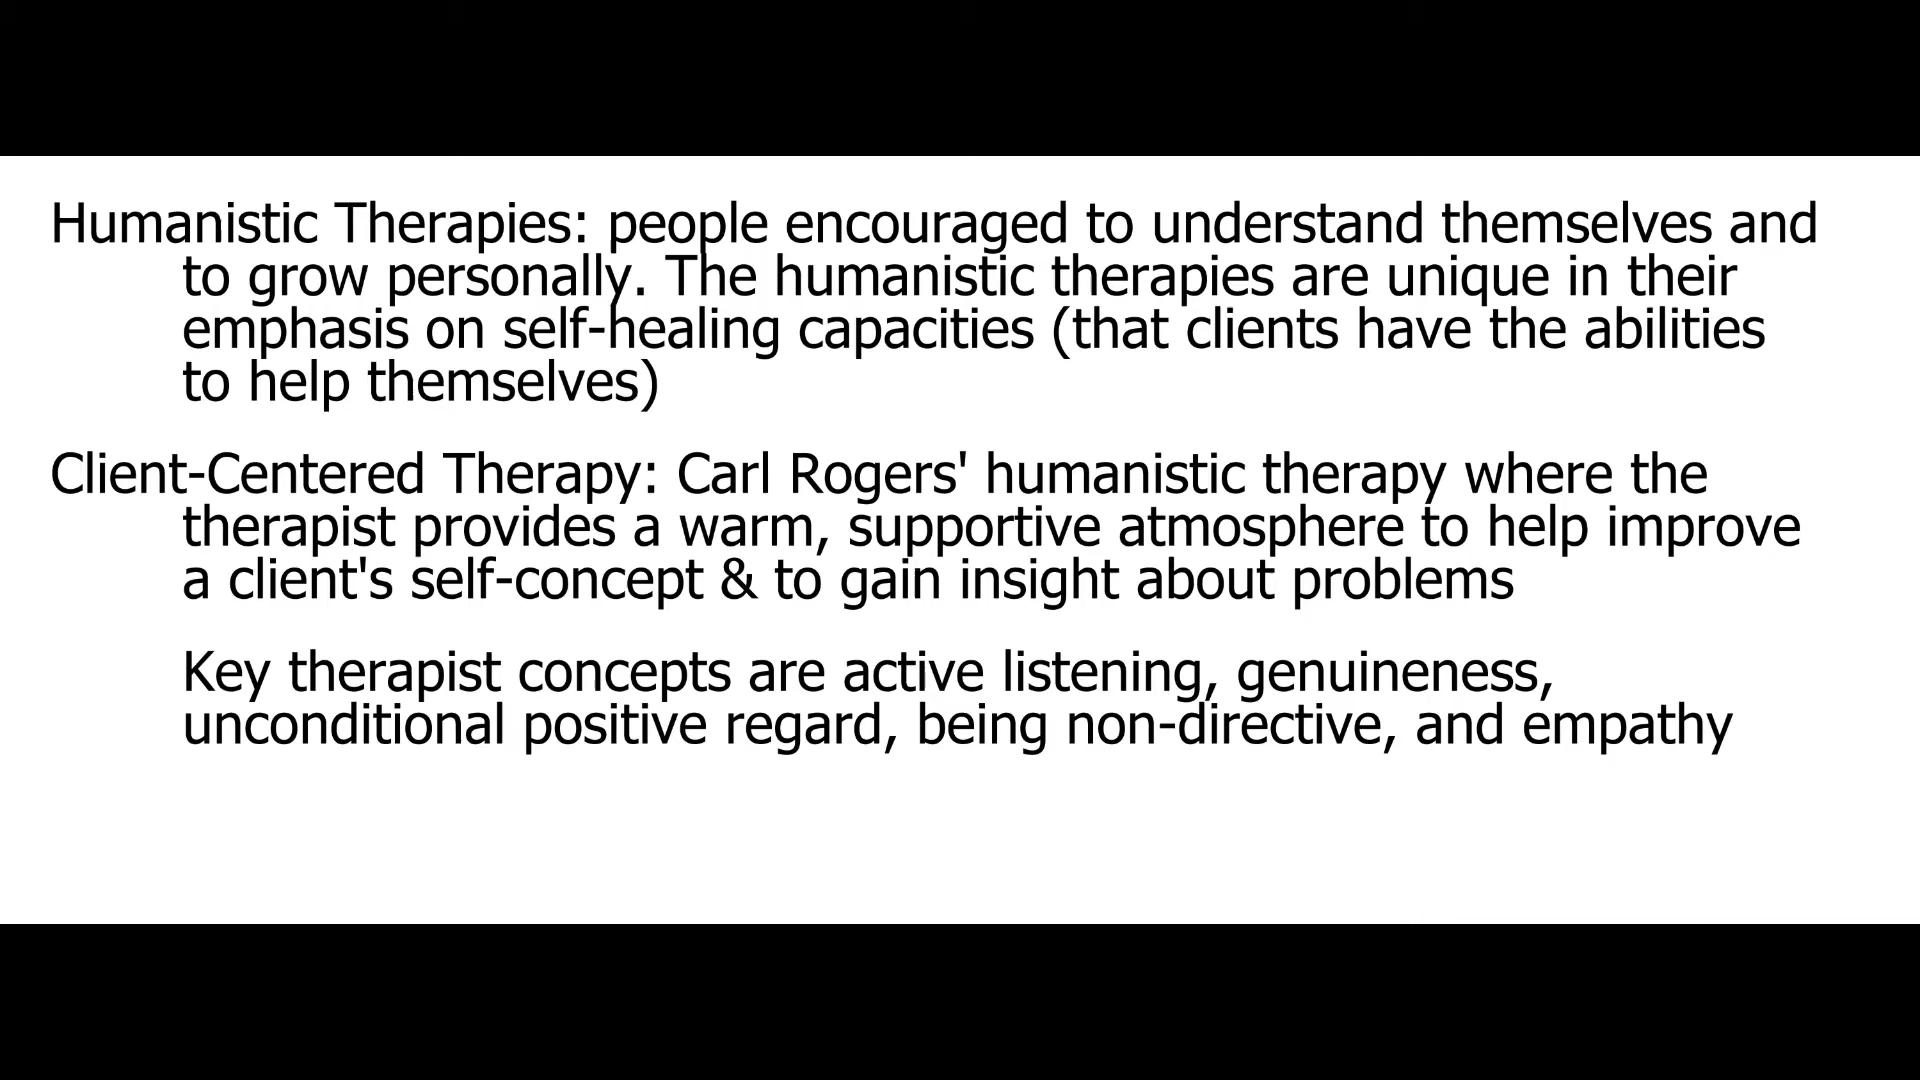 Humanistic Therapies: people encouraged to understand themselves and
to grow personally. The humanistic therapies are unique in their
emphasis on self-healing capacities (that clients have the abilities
to help themselves)
Client-Centered Therapy: Carl Rogers' humanistic therapy where the
therapist provides a warm, supportive atmosphere to help improve
a client's self-concept & to gain insight about problems
Key therapist concepts are active listening, genuineness,
unconditional positive regard, being non-directive, and empathy